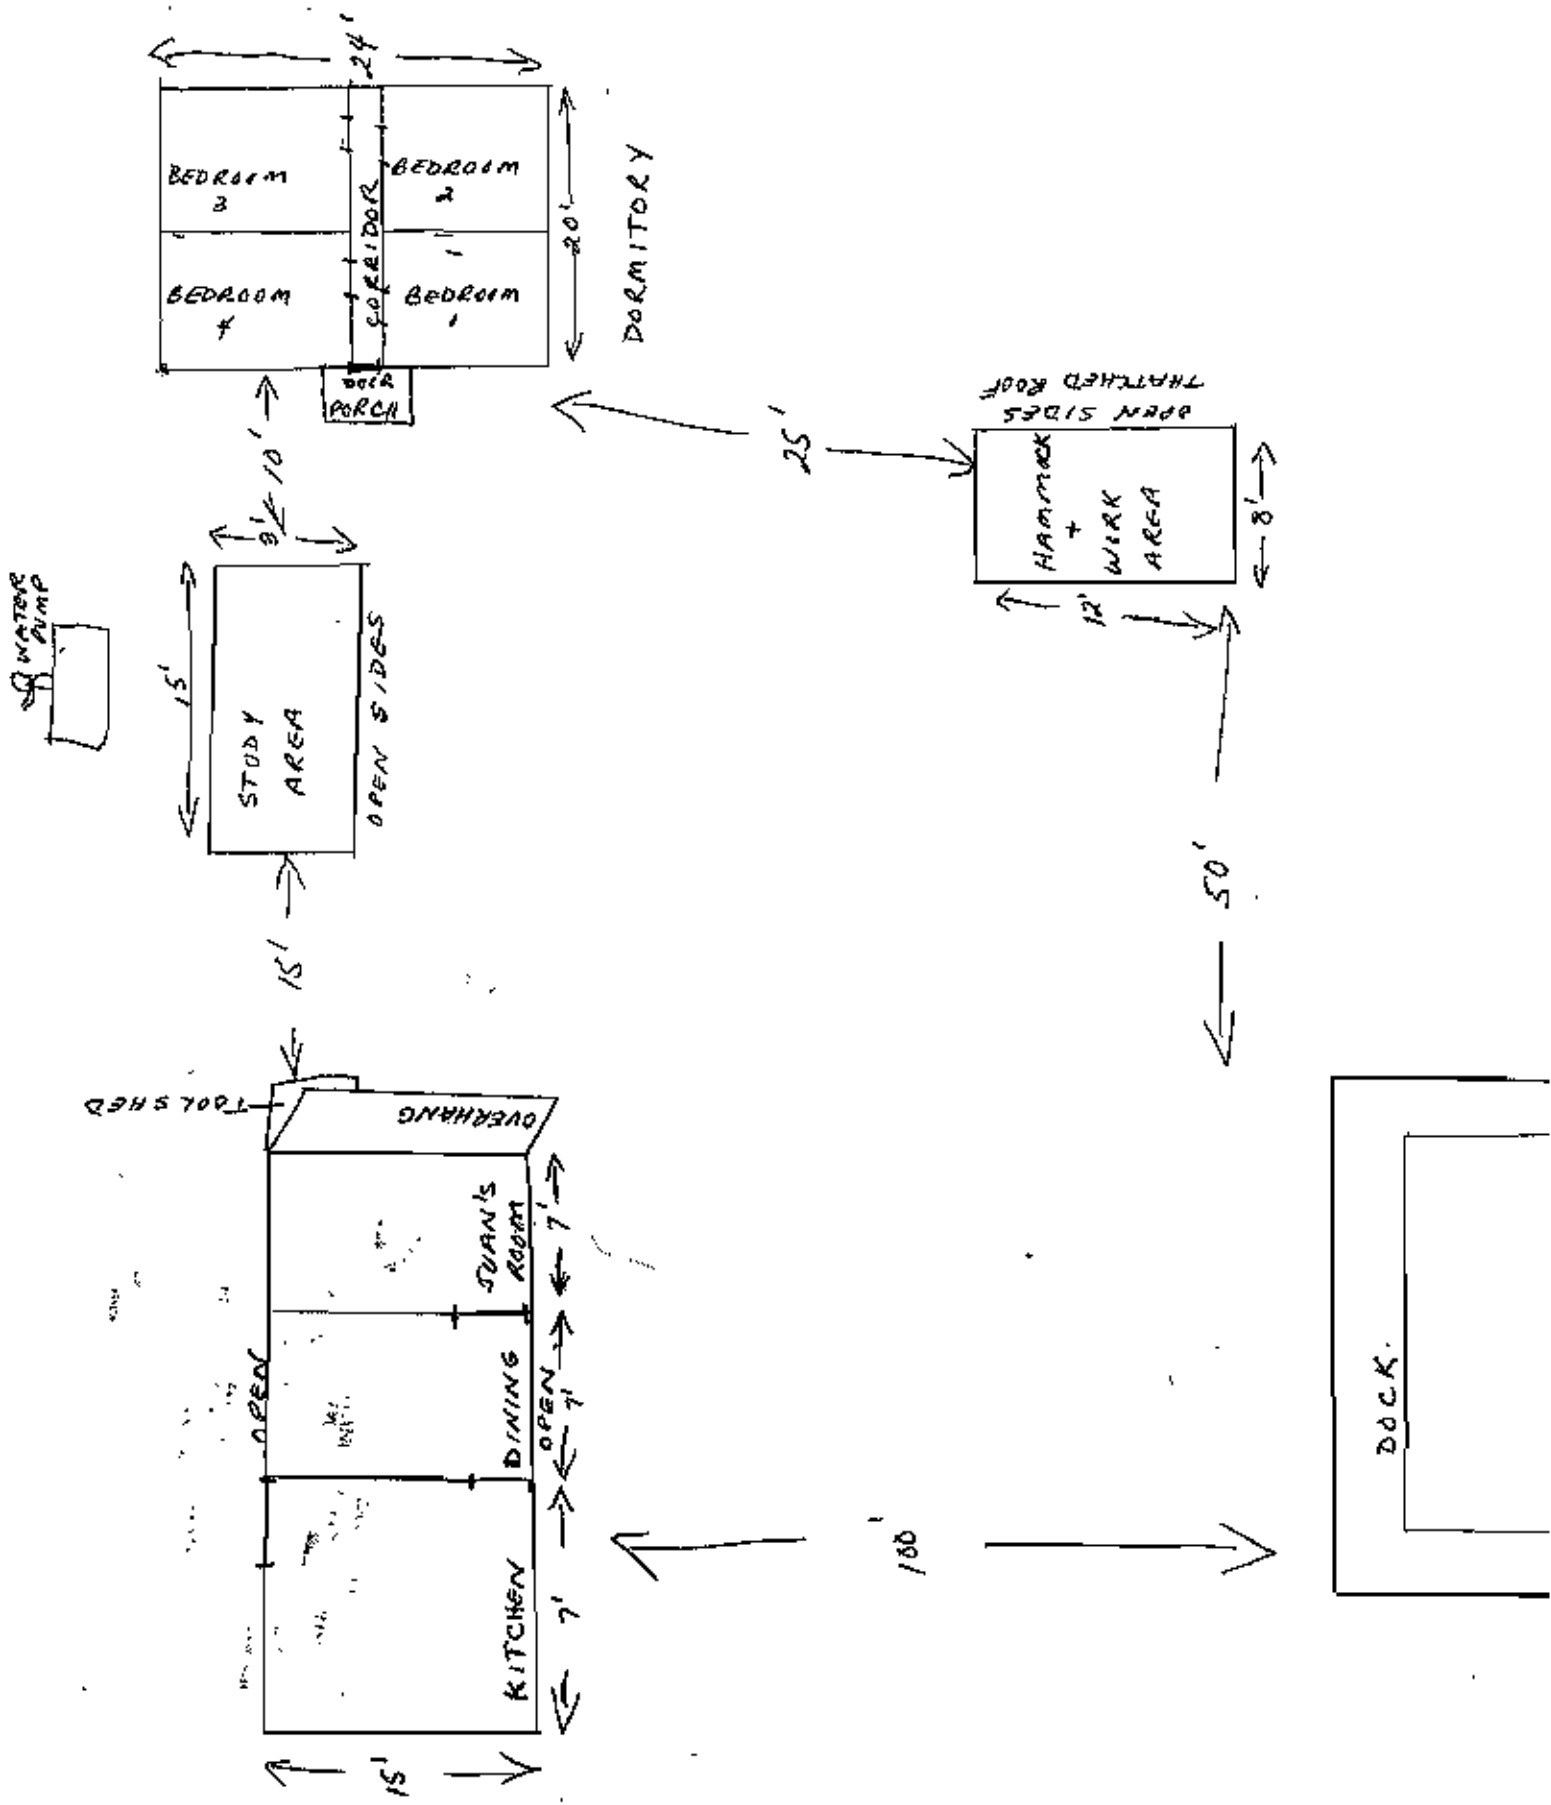 24'
BEDROOM
3
BEDROOM
2
CORRIDOR
BEDROOM
4
BEDROOM
1
20'
DORMITORY
DOOR
PORCH
10'
25'
OPEN SIDES
THATCHED ROOF
HAMMOCK
+
WORK
AREA
8'
12'
WATER
PUMP
15'
STUDY
AREA
OPEN SIDES
15'
50'
TOOL SHED
OVERHANG
JUAN'S
ROOM
7'
OPEN
DINING
OPEN
7'
KITCHEN
7'
15'
100'
DOCK